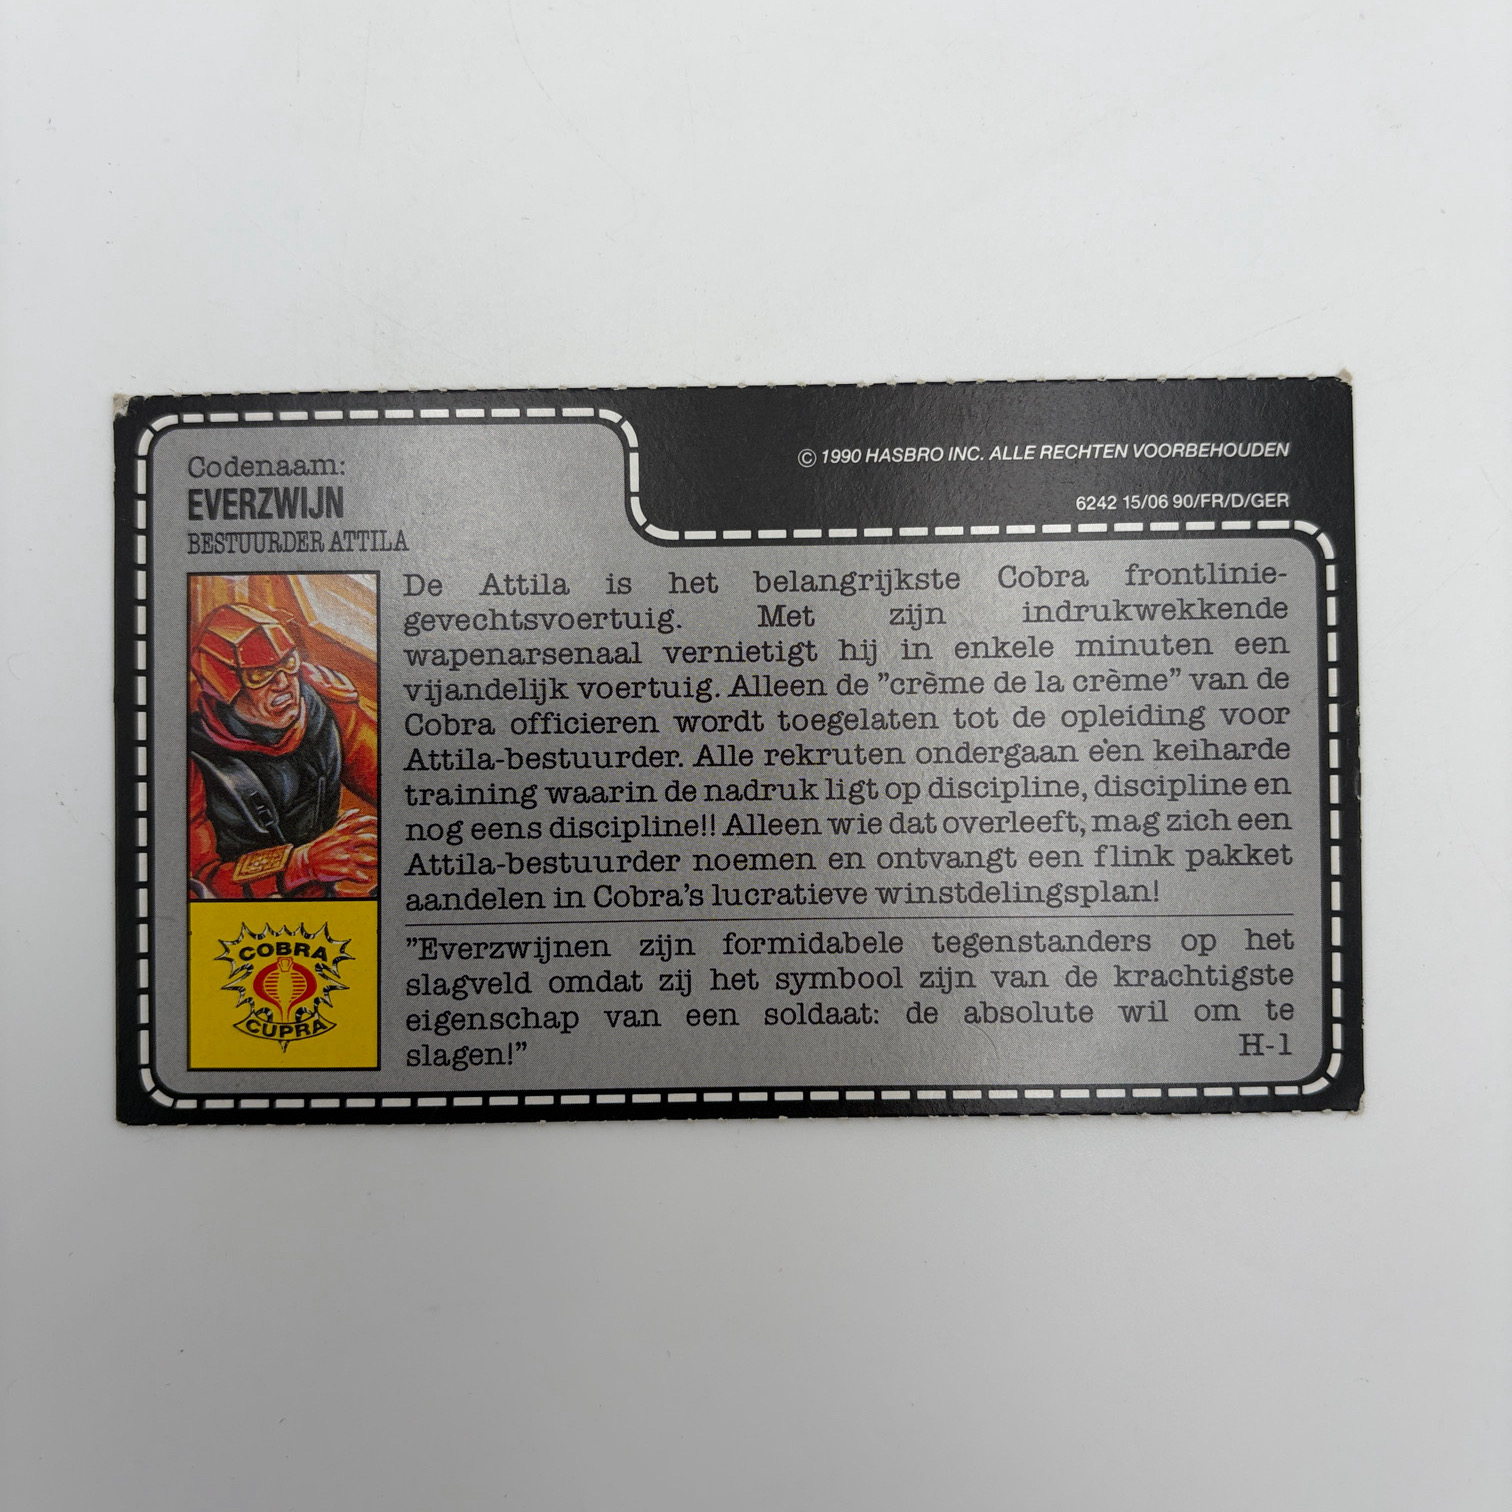 © 1990 HASBRO INC. ALLE RECHTEN VOORBEHOUDEN
6242 15/06 90/FR/D/GER
Codenaam:
EVERZWIJN
BESTUURDER ATTILA
De Attila is het belangrijkste Cobra frontlinie-
gevechtsvoertuig. Met zijn indrukwekkende
wapenarsenaal vernietigt hij in enkele minuten een
vijandelijk voertuig. Alleen de ”crème de la crème” van de
Cobra officieren wordt toegelaten tot de opleiding voor
Attila-bestuurder. Alle rekruten ondergaan een keiharde
training waarin de nadruk ligt op discipline, discipline en
nog eens discipline!! Alleen wie dat overleeft, mag zich een
Attila-bestuurder noemen en ontvangt een flink pakket
aandelen in Cobra's lucratieve winstdelingsplan!
”Everzwijnen zijn formidabele tegenstanders op het
slagveld omdat zij het symbool zijn van de krachtigste
eigenschap van een soldaat: de absolute wil om te
slagen!” H-1
COBRA
CUPRA